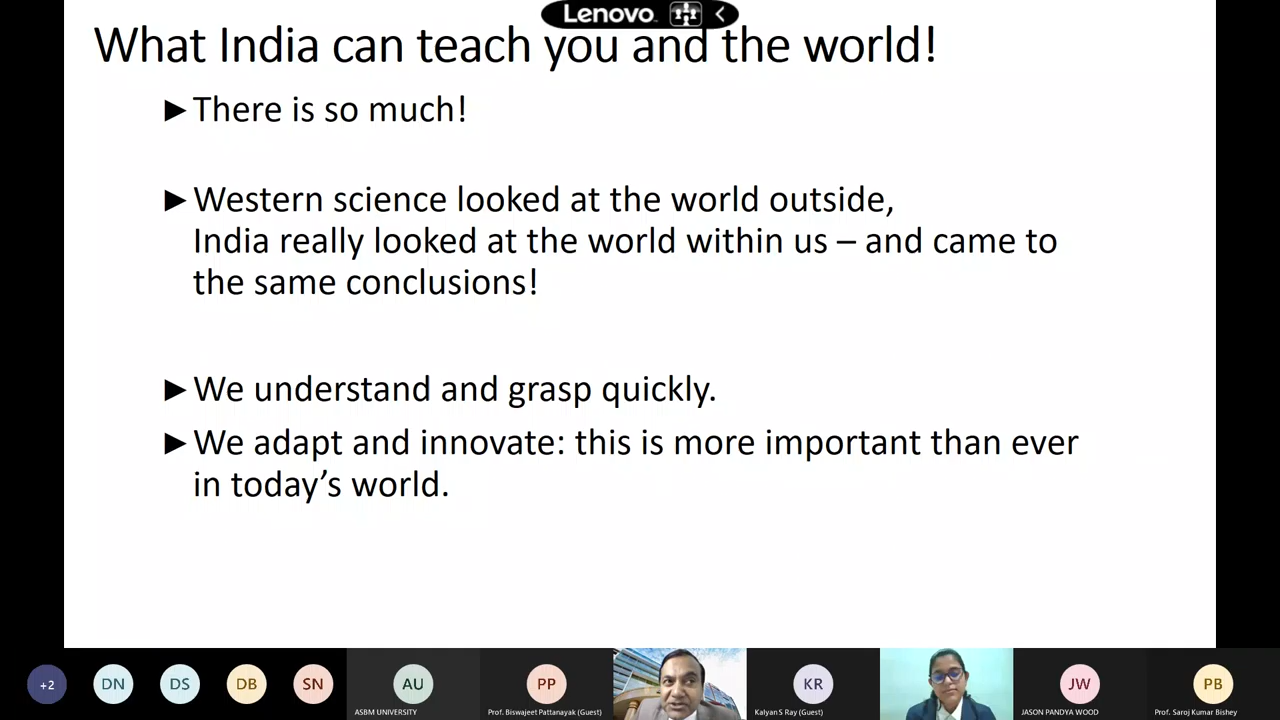 Lenovo
What India can teach you and the world!
►There is so much!
►Western science looked at the world outside,
India really looked at the world within us – and came to
the same conclusions!
►We understand and grasp quickly.
►We adapt and innovate: this is more important than ever
in today’s world.
+2
DN
DS
DB
SN
AU
PP
KR
JW
PB
ASBM UNIVERSITY
Prof. Biswajeet Pattanayak (Guest)
Kalyan S Ray (Guest)
JASON PANDYA WOOD
Prof. Saroj Kumar Bishey